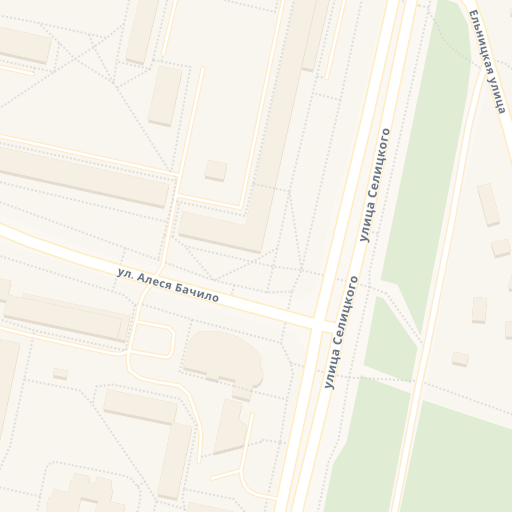 Ельницкая улица
улица Селицкого
ул. Алеся Бачило
улица Селицкого